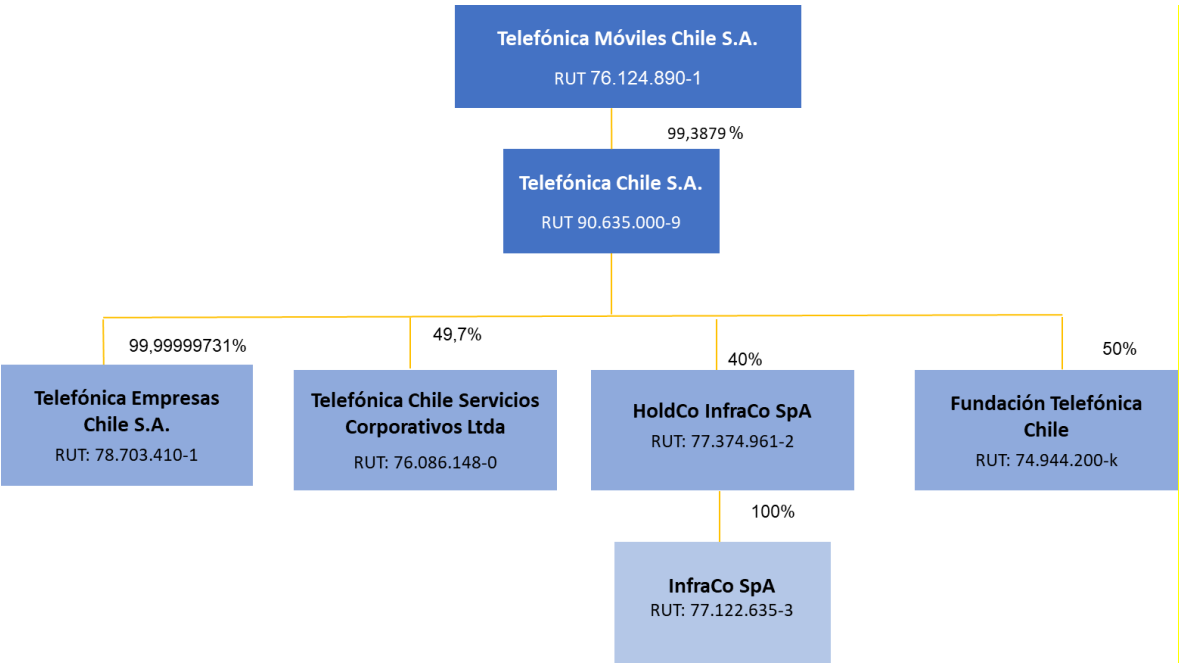 Telefónica Móviles Chile S.A.
RUT 76.124.890-1
99,3879 %
Telefónica Chile S.A.
RUT 90.635.000-9
99,99999731%
49,7%
40%
50%
Telefónica Empresas
Chile S.A.
RUT: 78.703.410-1
Telefónica Chile Servicios
Corporativos Ltda
RUT: 76.086.148-0
HoldCo InfraCo SpA
RUT: 77.374.961-2
Fundación Telefónica
Chile
RUT: 74.944.200-k
100%
InfraCo SpA
RUT: 77.122.635-3